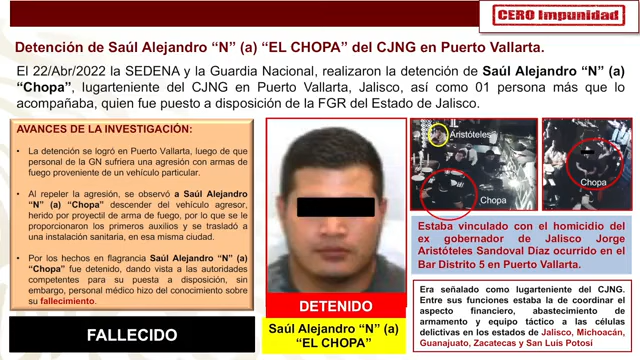 CERO Impunidad
Detención de Saúl Alejandro “N” (a) “EL CHOPA” del CJNG en Puerto Vallarta.
El 22/Abr/2022 la SEDENA y la Guardia Nacional, realizaron la detención de Saúl Alejandro “N” (a)
“Chopa”, lugarteniente del CJNG en Puerto Vallarta, Jalisco, así como 01 persona más que lo
acompañaba, quien fue puesto a disposición de la FGR del Estado de Jalisco.
AVANCES DE LA INVESTIGACIÓN:
• La detención se logró en Puerto Vallarta, luego de que
personal de la GN sufriera una agresión con armas de
fuego proveniente de un vehículo particular.
• Al repeler la agresión, se observó a Saúl Alejandro
“N” (a) “Chopa” descender del vehículo agresor,
herido por proyectil de arma de fuego, por lo que se le
proporcionaron los primeros auxilios y se trasladó a
una instalación sanitaria, en esa misma ciudad.
• Por los hechos en flagrancia Saúl Alejandro “N” (a)
“Chopa” fue detenido, dando vista a las autoridades
competentes para su puesta a disposición, sin
embargo, personal médico hizo del conocimiento sobre
su fallecimiento.
FALLECIDO
DETENIDO
Saúl Alejandro “N” (a)
“EL CHOPA”
Aristóteles
Chopa
Chopa
Estaba vinculado con el homicidio del
ex gobernador de Jalisco Jorge
Aristóteles Sandoval Díaz ocurrido en el
Bar Distrito 5 en Puerto Vallarta.
Era señalado como lugarteniente del CJNG.
Entre sus funciones estaba la de coordinar el
aspecto financiero, abastecimiento de
armamento y equipo táctico a las células
delictivas en los estados de Jalisco, Michoacán,
Guanajuato, Zacatecas y San Luis Potosí